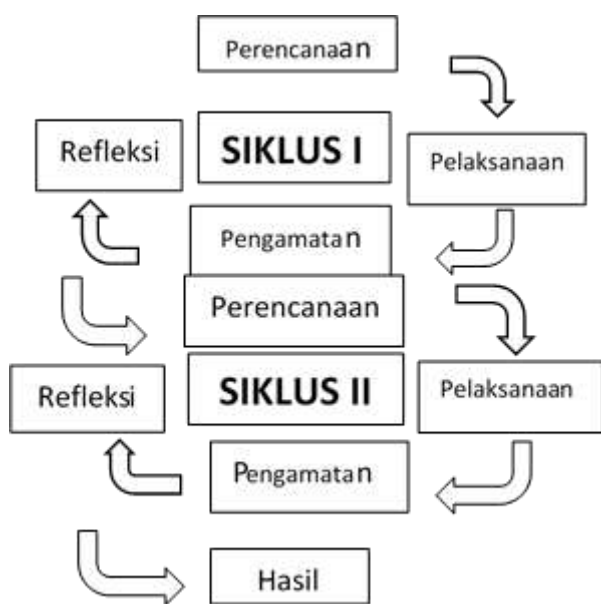 Perencanaan
Refleksi
SIKLUS I
Pelaksanaan
Pengamatan
Perencanaan
Refleksi
SIKLUS II
Pelaksanaan
Pengamatan
Hasil